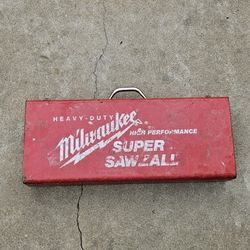 HEAVY-DUTY
Milwaukee
HIGH PERFORMANCE
SUPER
SAWZALL